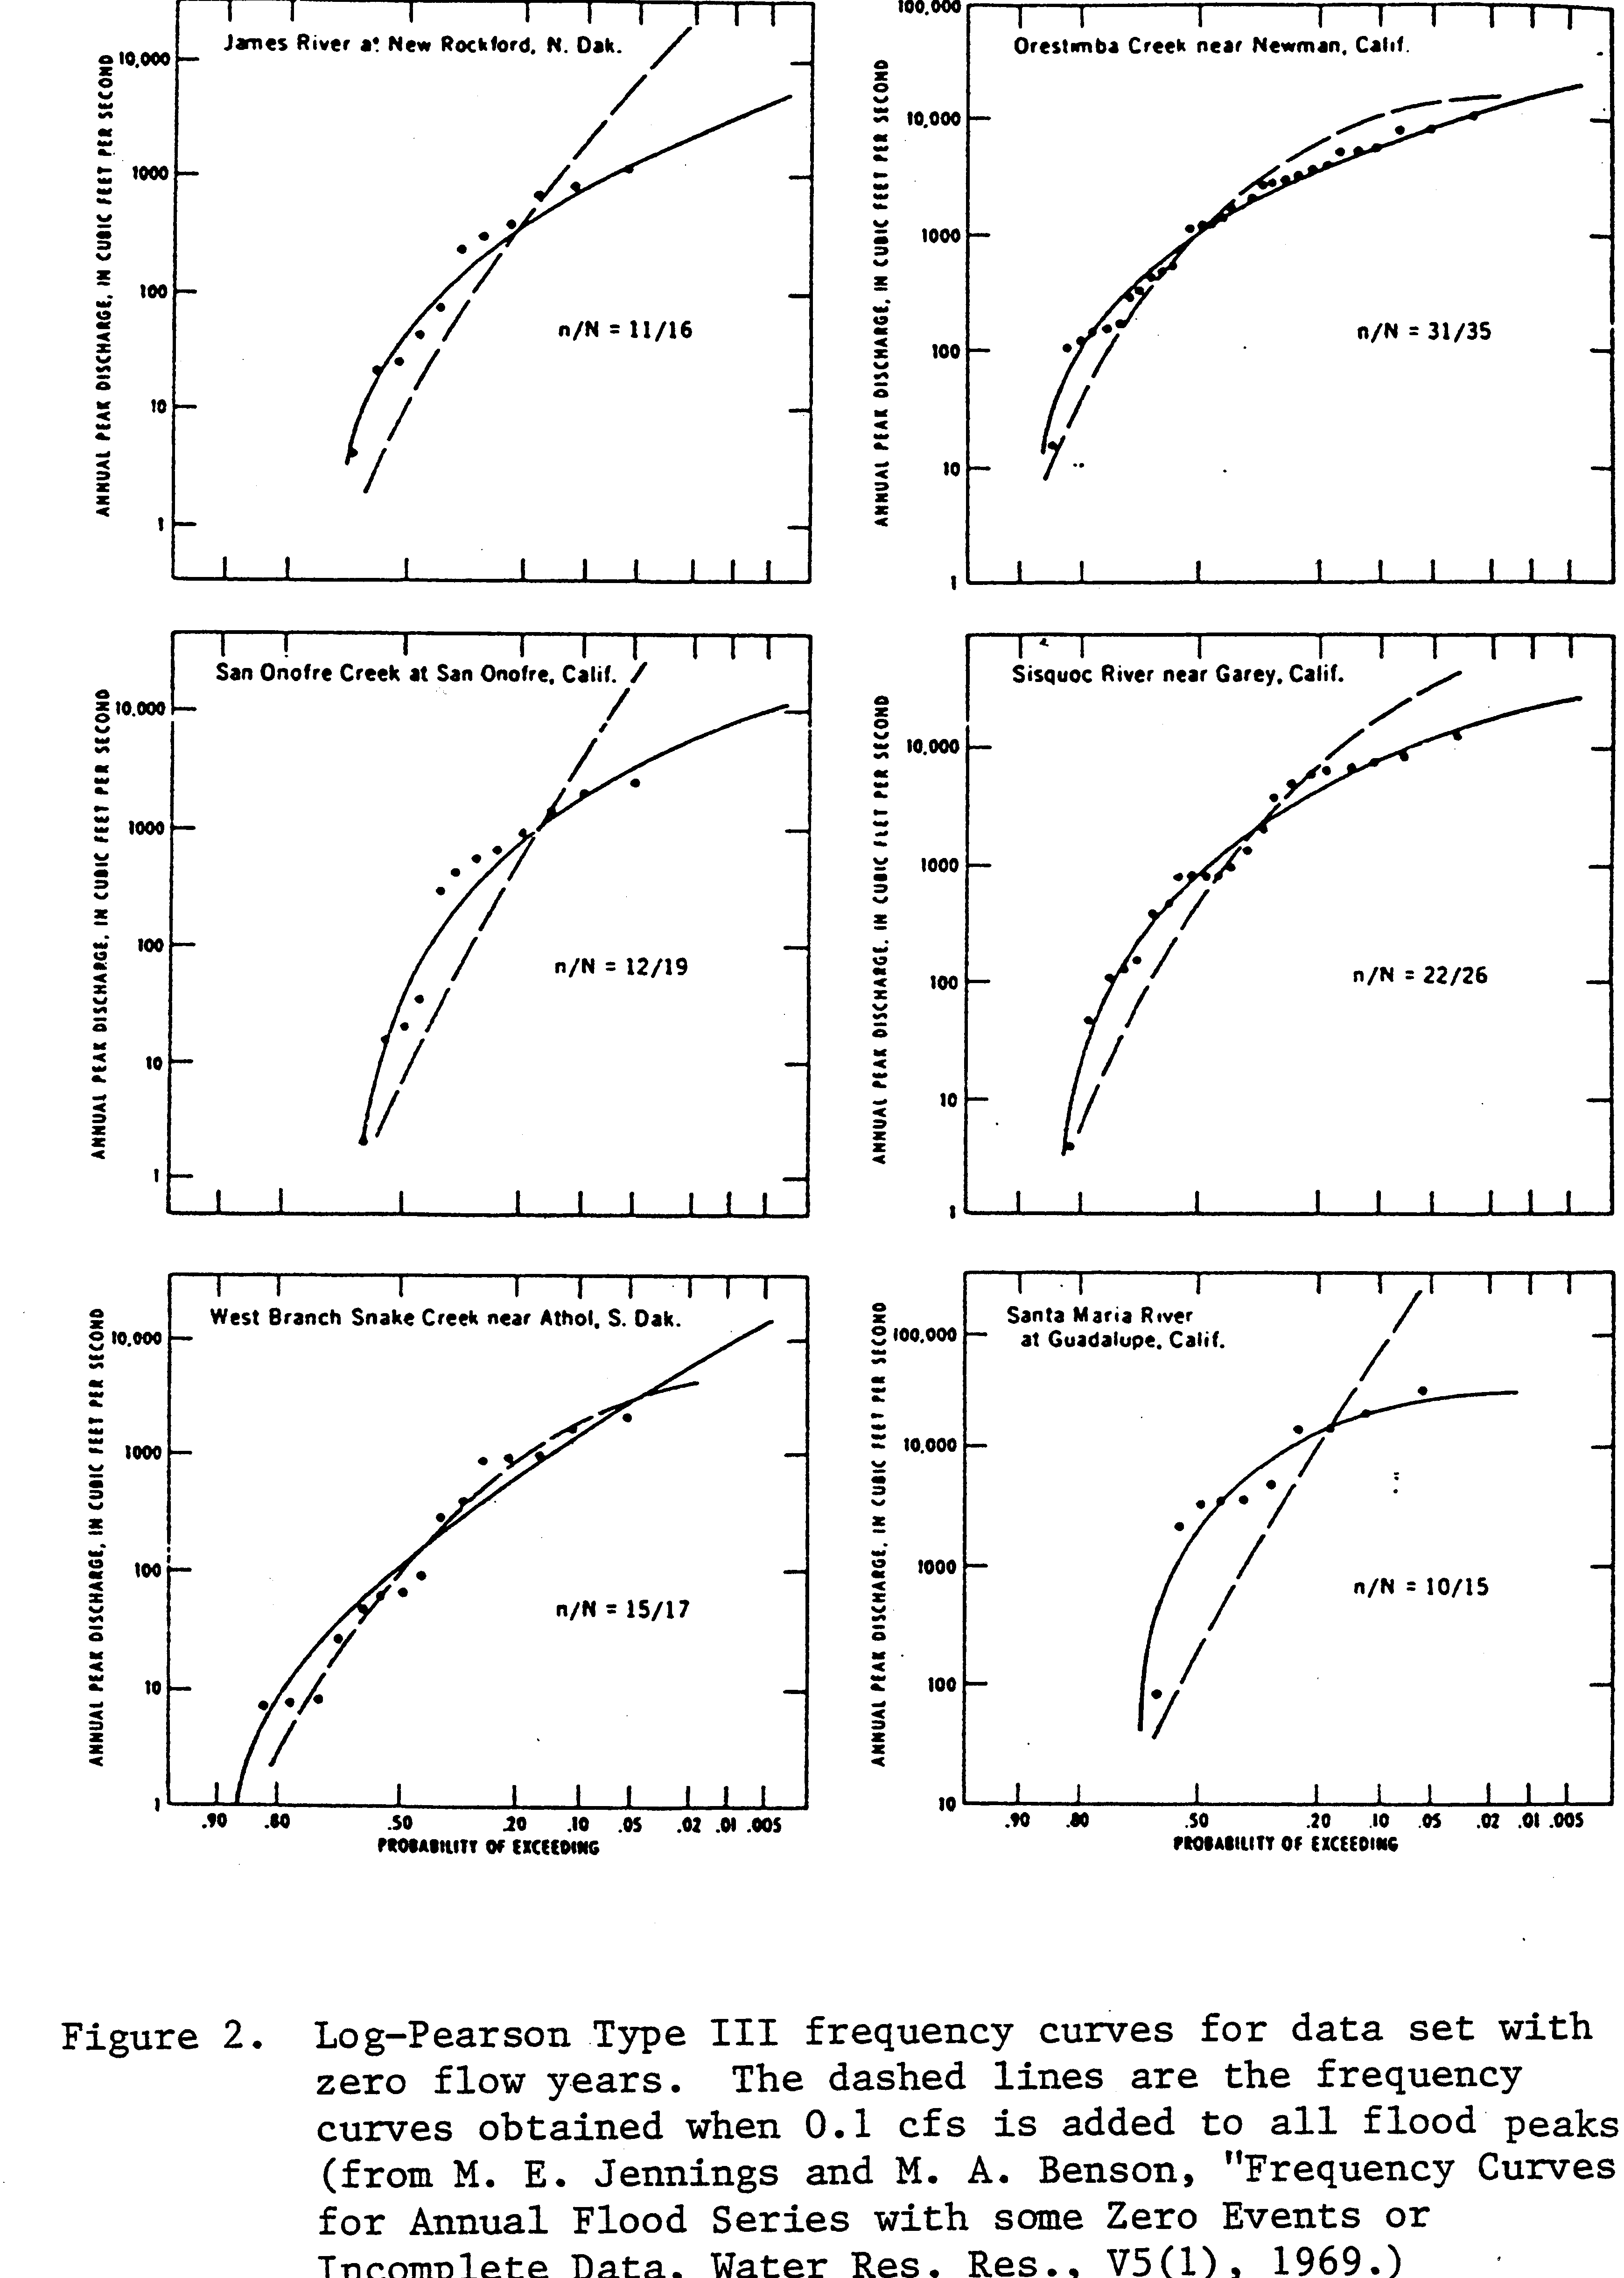 James River at New Rockford, N. Dak.
ANNUAL PEAK DISCHARGE, IN CUBIC FEET PER SECOND
10,000
1000
100
10
1
n/N = 11/16
Orestimba Creek near Newman, Calif.
ANNUAL PEAK DISCHARGE, IN CUBIC FEET PER SECOND
100,000
10,000
1000
100
10
1
n/N = 31/35
San Onofre Creek at San Onofre, Calif.
ANNUAL PEAK DISCHARGE, IN CUBIC FEET PER SECOND
10,000
1000
100
10
1
n/N = 12/19
Sisquoc River near Garey, Calif.
ANNUAL PEAK DISCHARGE, IN CUBIC FEET PER SECOND
10,000
1000
100
10
1
n/N = 22/26
West Branch Snake Creek near Athol, S. Dak.
ANNUAL PEAK DISCHARGE, IN CUBIC FEET PER SECOND
10,000
1000
100
10
1
n/N = 15/17
.90 .80 .50 .20 .10 .05 .02 .01 .005
PROBABILITY OF EXCEEDING
Santa Maria River
at Guadalupe, Calif.
ANNUAL PEAK DISCHARGE, IN CUBIC FEET PER SECOND
100,000
10,000
1000
100
10
n/N = 10/15
.90 .80 .50 .20 .10 .05 .02 .01 .005
PROBABILITY OF EXCEEDING
Figure 2. Log-Pearson Type III frequency curves for data set with
zero flow years. The dashed lines are the frequency
curves obtained when 0.1 cfs is added to all flood peaks
(from M. E. Jennings and M. A. Benson, "Frequency Curves
for Annual Flood Series with some Zero Events or
Incomplete Data, Water Res. Res., V5(1), 1969.)